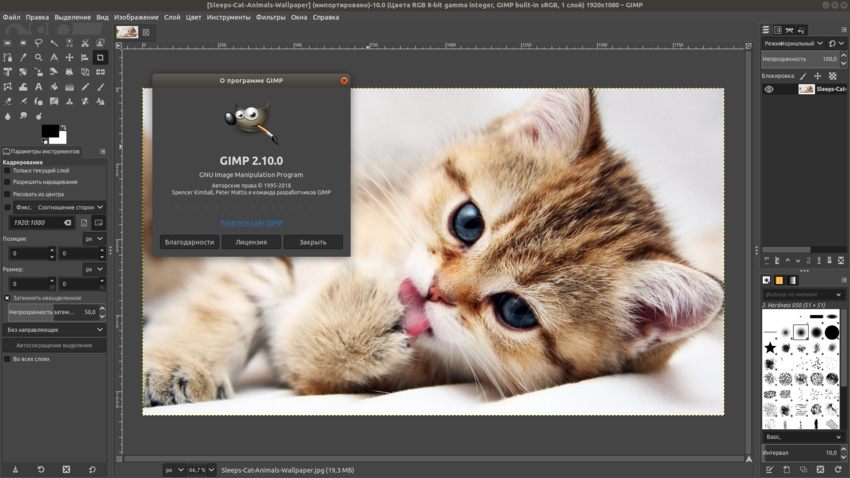 [Sleeps-Cat-Animals-Wallpaper] (импортировано)-10.0 (Цвета RGB 8-bit gamma integer, GIMP built-in sRGB, 1 слой) 1920x1080 – GIMP
Файл Правка Выделение Вид Изображение Слой Цвет Инструменты Фильтры Окна Справка
Режим Нормальный
Непрозрачность 100,0
Блокировка:
Sleeps-Cat-
О программе GIMP
GIMP 2.10.0
GNU Image Manipulation Program
Авторские права © 1995-2018
Spencer Kimball, Peter Mattis и команда разработчиков GIMP
Посетите сайт GIMP
Благодарности Лицензия Закрыть
Параметры инструментов
Кадрирование
Только текущий слой
Разрешить наращивание
Рисовать из центра
Фикс. Соотношение сторон
1920:1080
Позиция: px
0 0
Размер: px
0 0
Затемнить невыделенное
Непрозрачность затем... 50,0
Без направляющих
Автосокращение выделения
Во всех слоях
фильтр по меткам
2. Hardness 050 (51 × 51)
Basic,
Интервал 10,0
px 66,7 % Sleeps-Cat-Animals-Wallpaper.jpg (19,3 МБ)